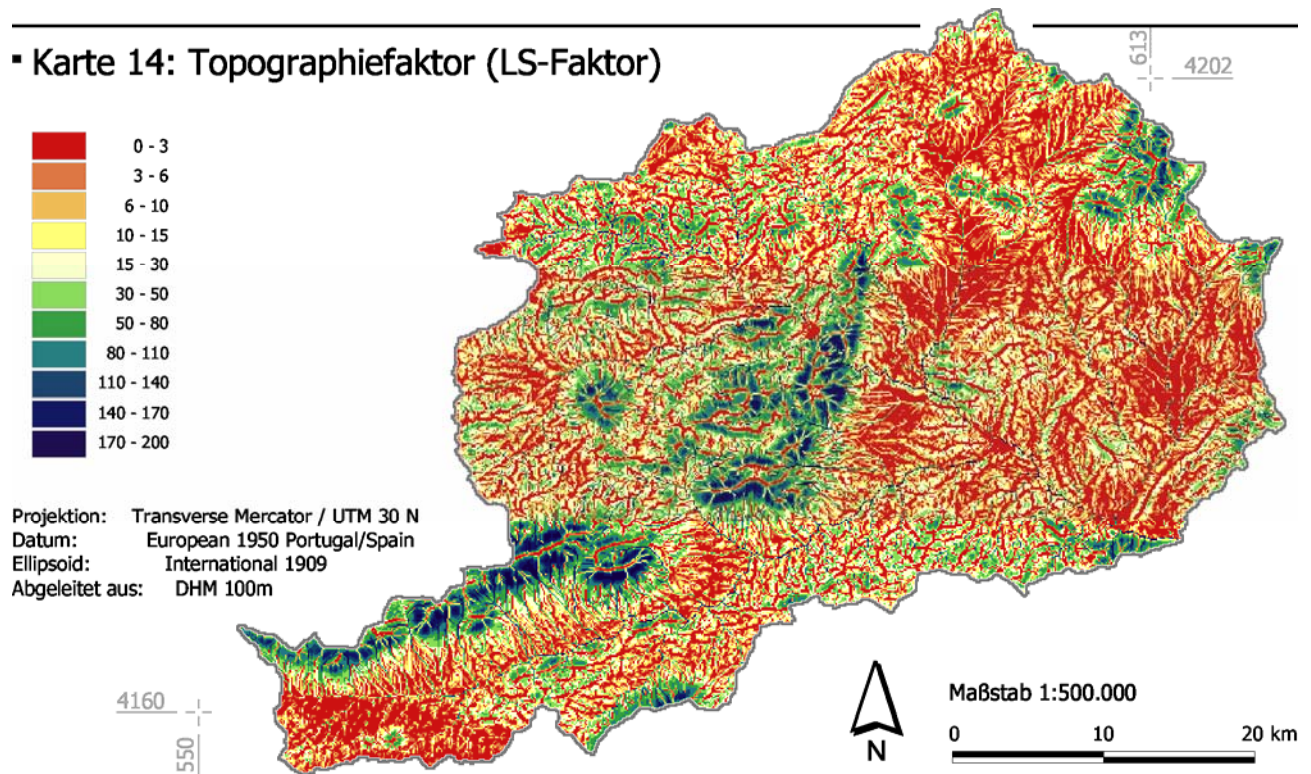 ▪ Karte 14: Topographiefaktor (LS-Faktor)
613
4202
0 - 3
3 - 6
6 - 10
10 - 15
15 - 30
30 - 50
50 - 80
80 - 110
110 - 140
140 - 170
170 - 200
Projektion: Transverse Mercator / UTM 30 N
Datum: European 1950 Portugal/Spain
Ellipsoid: International 1909
Abgeleitet aus: DHM 100m
4160
550
N
Maßstab 1:500.000
0 10 20 km